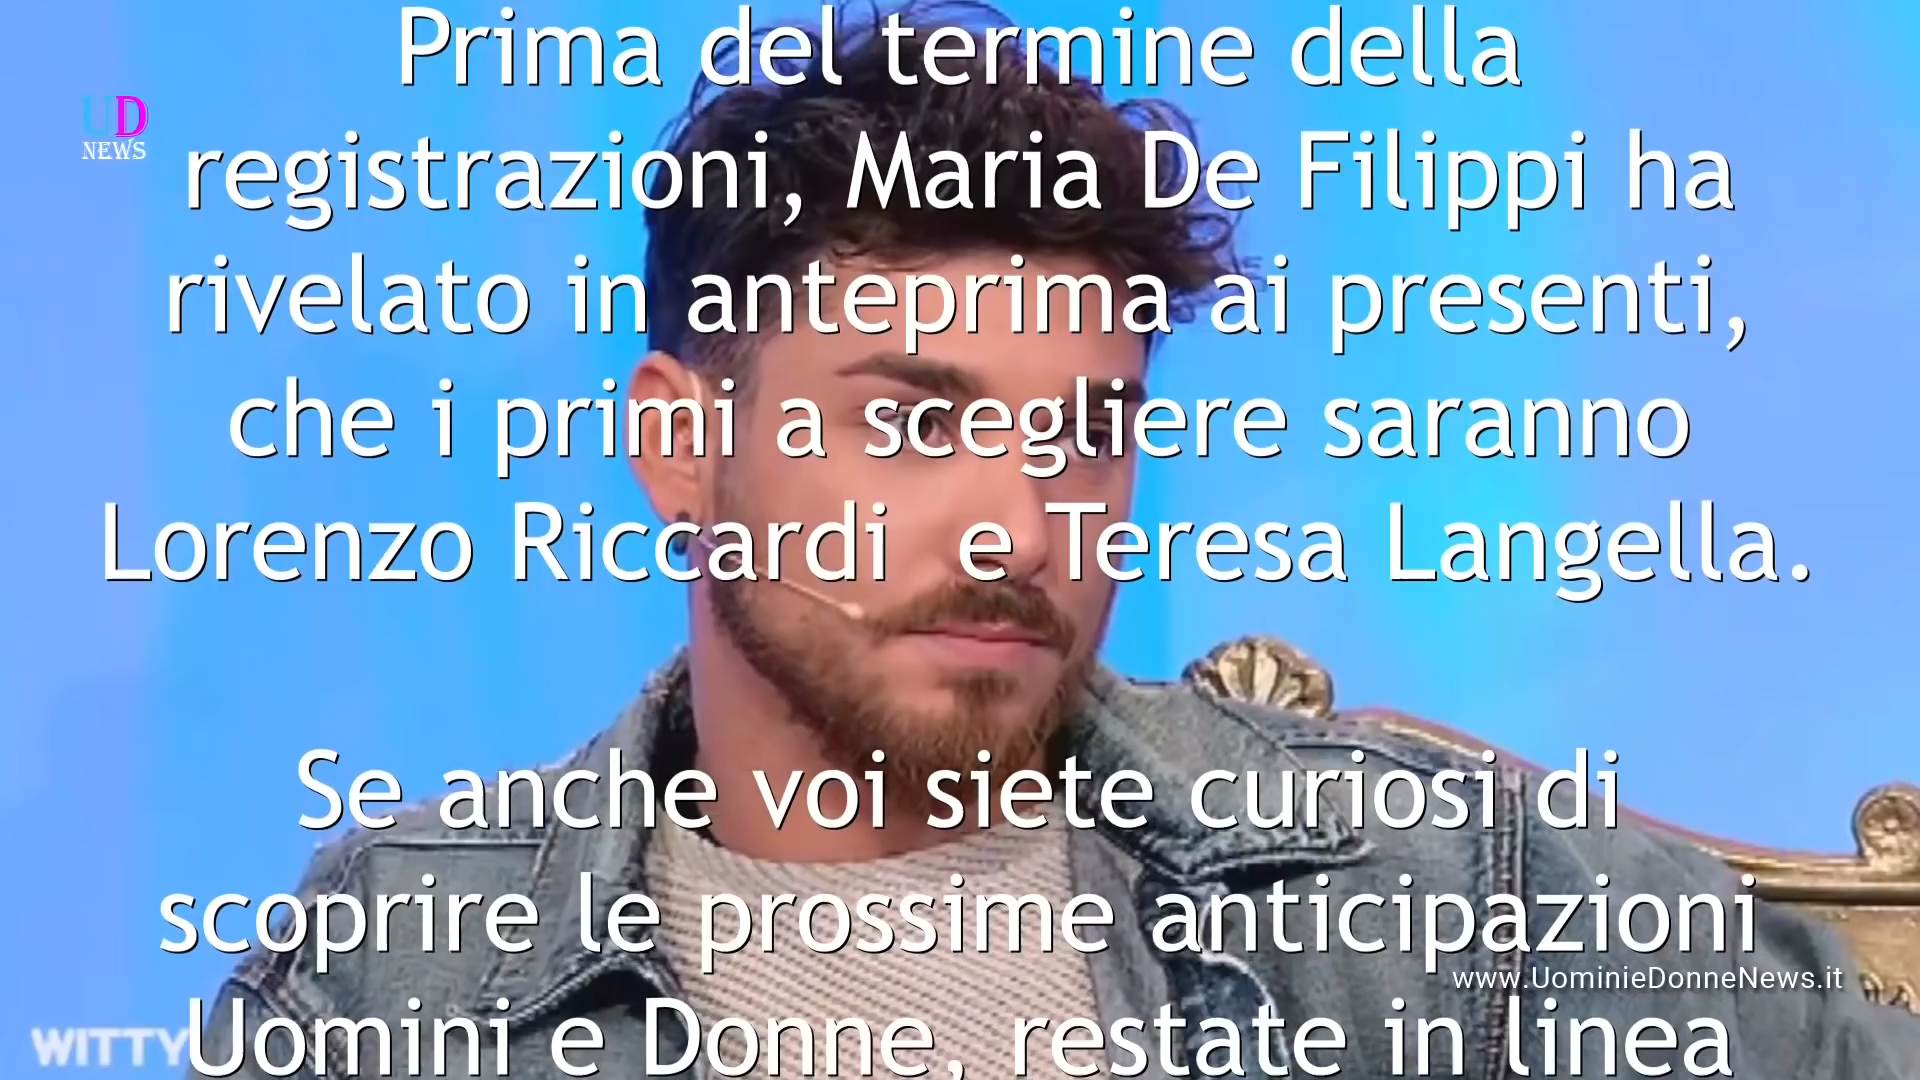 Prima del termine della
UD
NEWS
registrazioni, Maria De Filippi ha
rivelato in anteprima ai presenti,
che i primi a scegliere saranno
Lorenzo Riccardi e Teresa Langella.
Se anche voi siete curiosi di
scoprire le prossime anticipazioni
www.UominieDonneNews.it
Uomini e Donne, restate in linea
WITTY